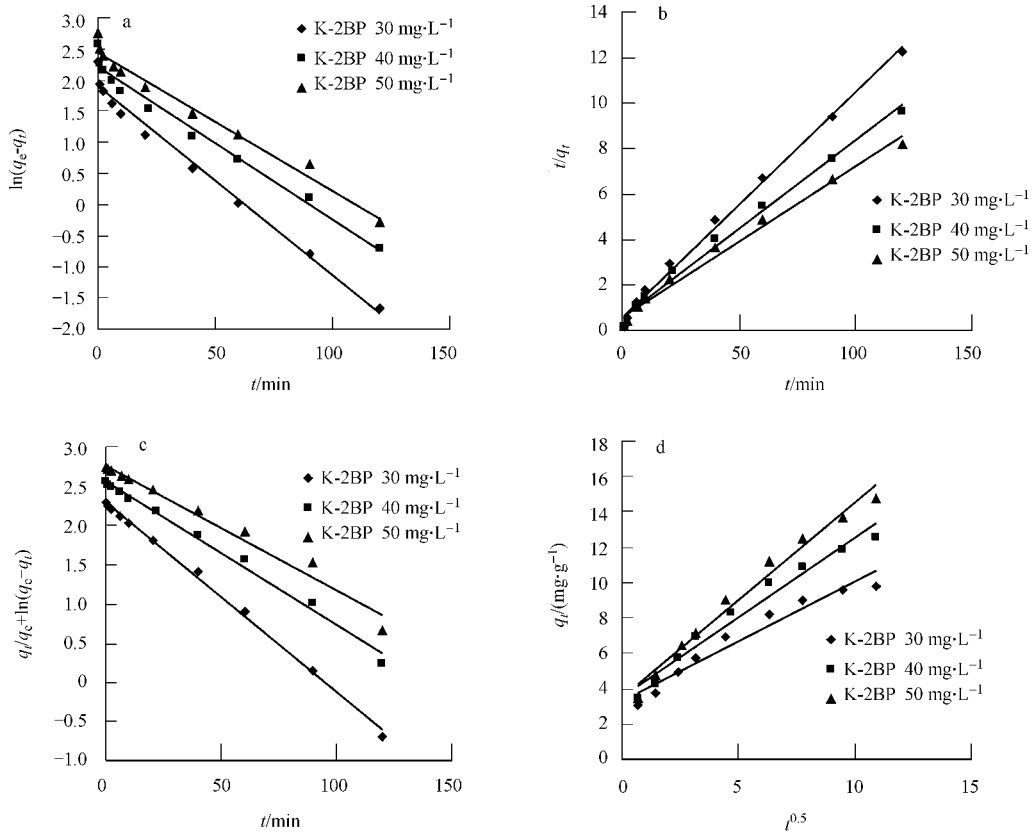 a
K-2BP 30 mg·L⁻¹
K-2BP 40 mg·L⁻¹
K-2BP 50 mg·L⁻¹
3.0
2.5
2.0
1.5
1.0
0.5
0
−0.5
−1.0
−1.5
−2.0
ln(qe-qt)
0 50 100 150
t/min
b
14
12
10
8
6
4
2
0
t/qt
K-2BP 30 mg·L⁻¹
K-2BP 40 mg·L⁻¹
K-2BP 50 mg·L⁻¹
0 50 100 150
t/min
c
K-2BP 30 mg·L⁻¹
K-2BP 40 mg·L⁻¹
K-2BP 50 mg·L⁻¹
3.0
2.5
2.0
1.5
1.0
0.5
0
−0.5
−1.0
qt/qe+ln(qe−qt)
0 50 100 150
t/min
d
18
16
14
12
10
8
6
4
2
0
qt/(mg·g⁻¹)
K-2BP 30 mg·L⁻¹
K-2BP 40 mg·L⁻¹
K-2BP 50 mg·L⁻¹
0 5 10 15
t⁰·⁵